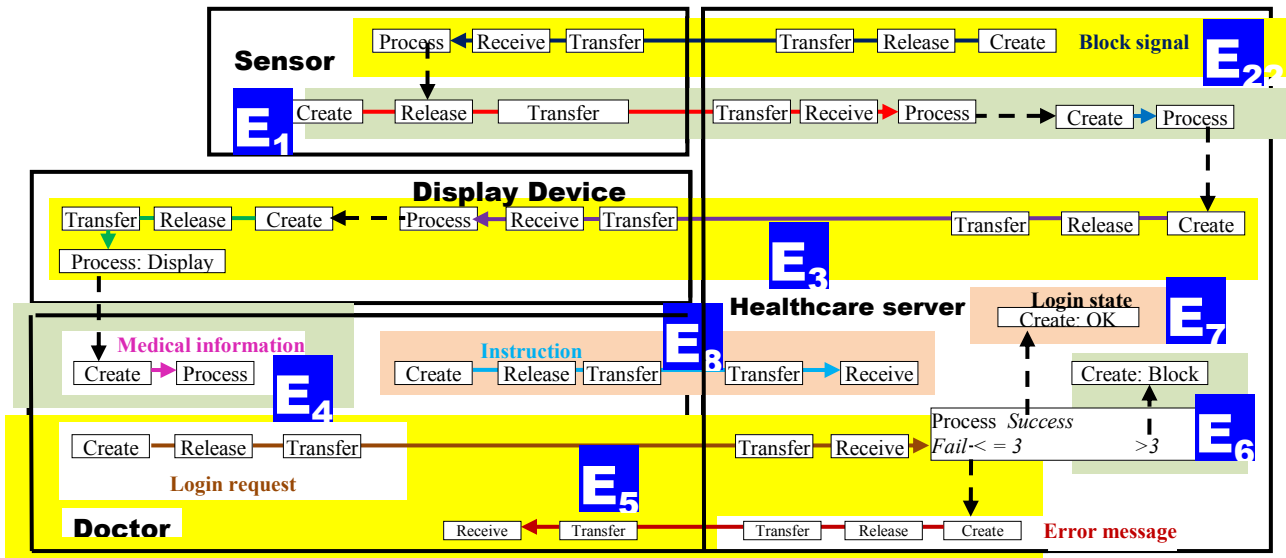 Process Receive Transfer Transfer Release Create Block signal
Sensor
E22
E1
Create Release Transfer Transfer Receive Process Create Process
Display Device
Transfer Release Create Process Receive Transfer Transfer Release Create
Process: Display
E3
Healthcare server
Login state
Create: OK
E7
Medical information
Create Process
E4
Instruction
Create Release Transfer Transfer Receive
E8
Create: Block
Process Success
Fail < = 3 >3
E6
Create Release Transfer Transfer Receive
Login request
E5
Doctor
Receive Transfer Transfer Release Create Error message